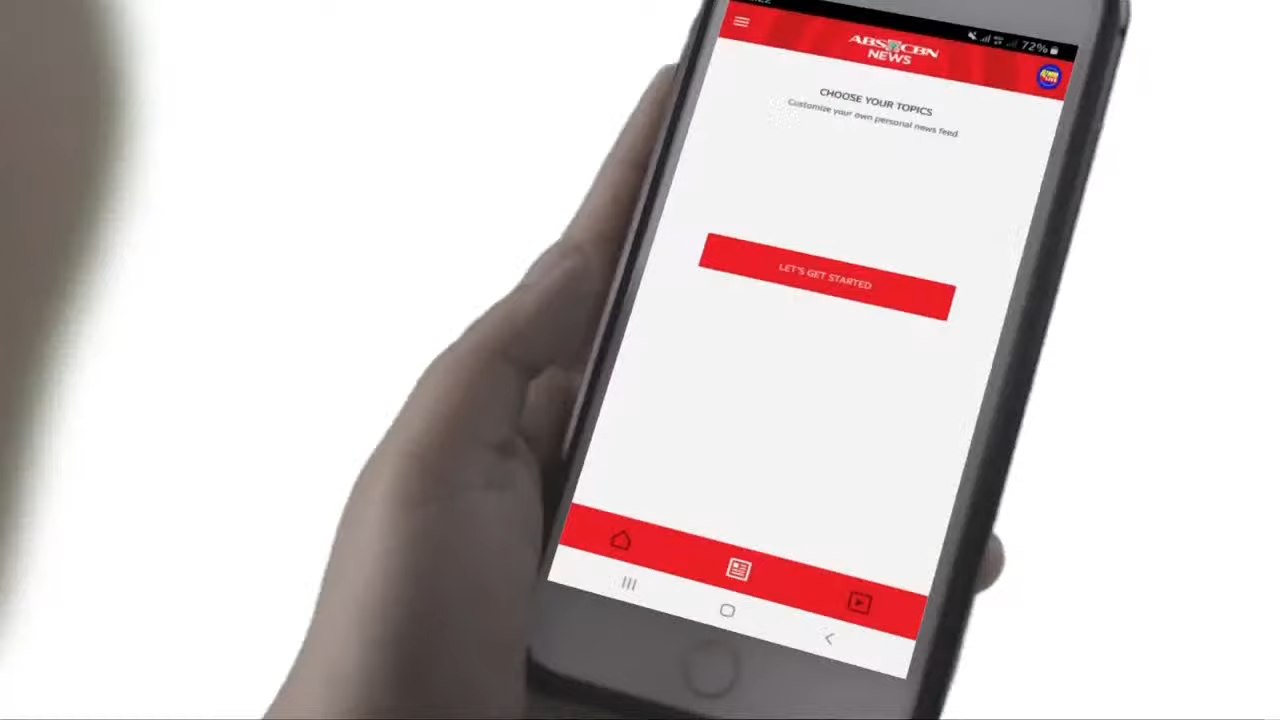 72%
ABS CBN
NEWS
CHOOSE YOUR TOPICS
Customize your own personal news feed
LET'S GET STARTED